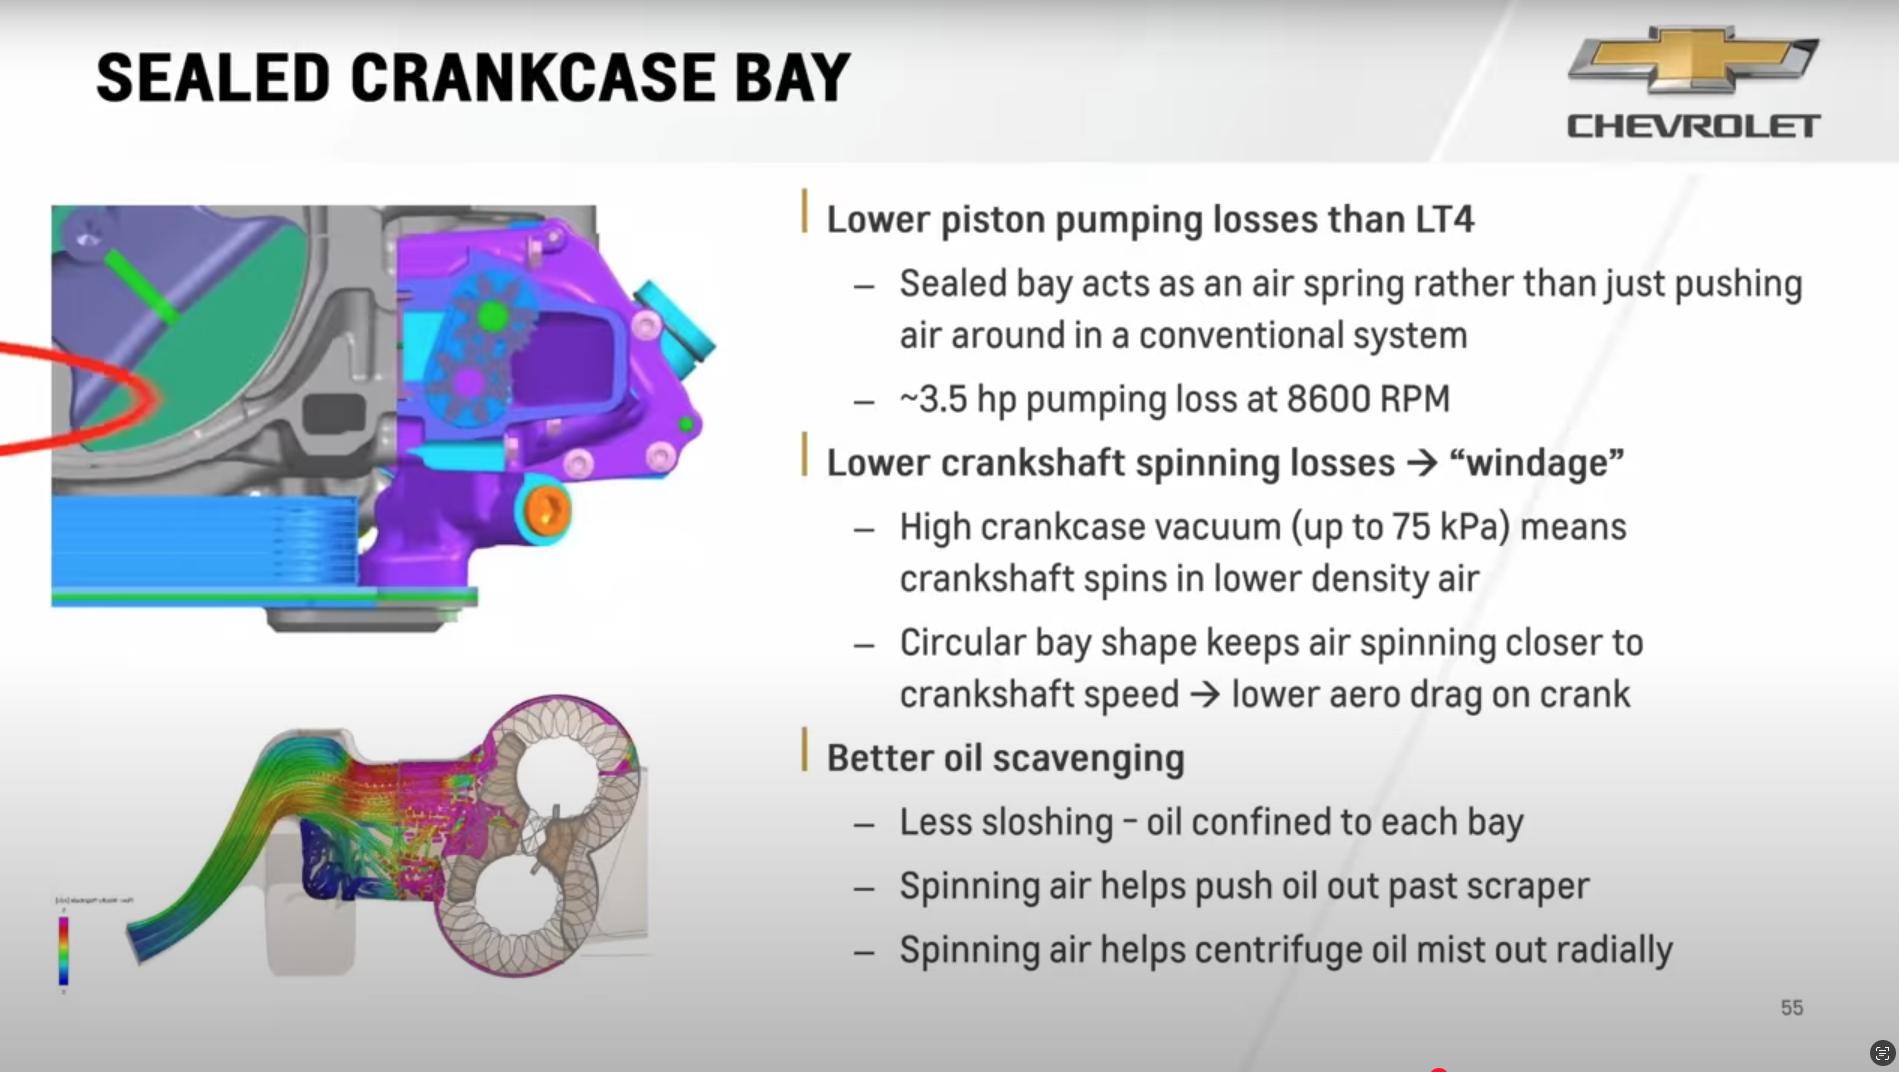 SEALED CRANKCASE BAY
CHEVROLET
Lower piston pumping losses than LT4
– Sealed bay acts as an air spring rather than just pushing
air around in a conventional system
– ~3.5 hp pumping loss at 8600 RPM
Lower crankshaft spinning losses → “windage”
– High crankcase vacuum (up to 75 kPa) means
crankshaft spins in lower density air
– Circular bay shape keeps air spinning closer to
crankshaft speed → lower aero drag on crank
Better oil scavenging
– Less sloshing – oil confined to each bay
– Spinning air helps push oil out past scraper
– Spinning air helps centrifuge oil mist out radially
55